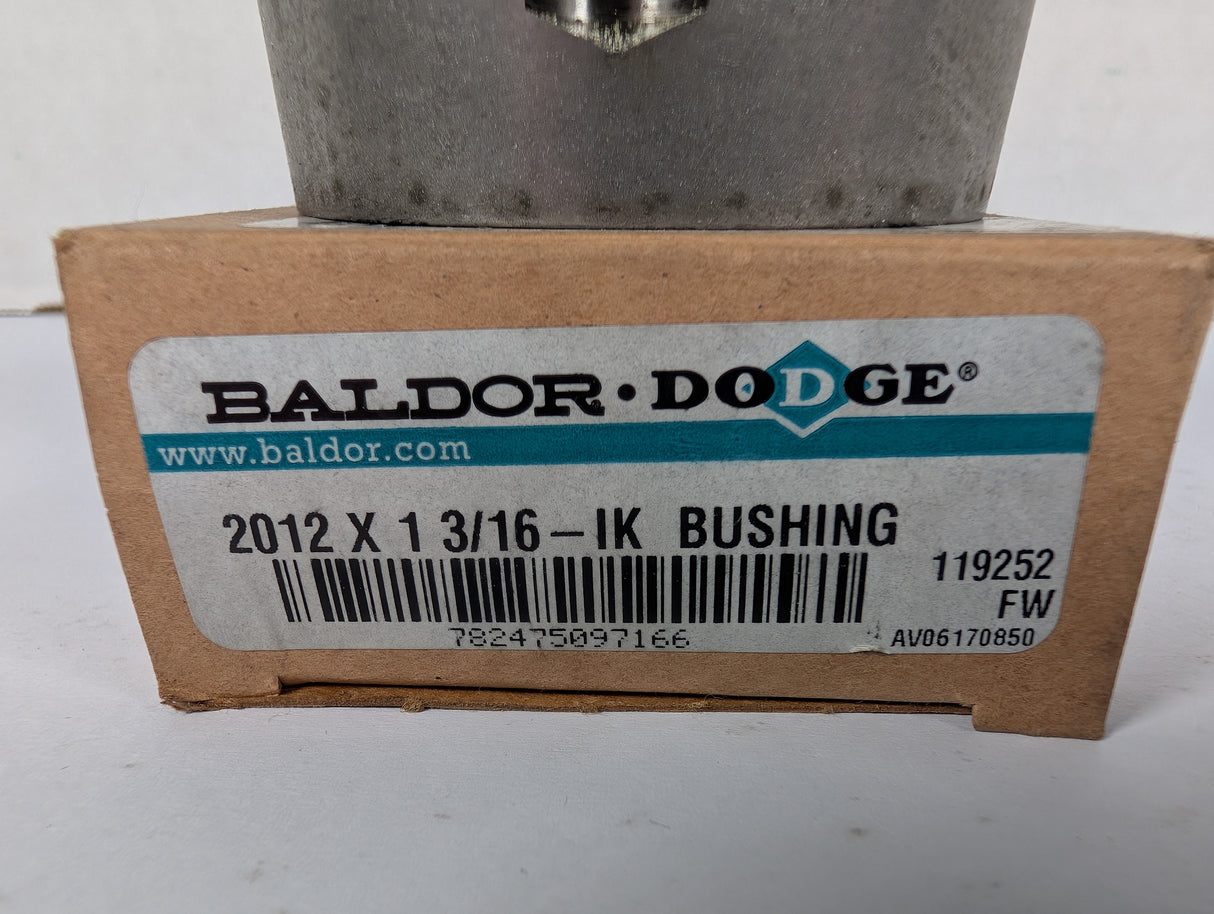 BALDOR · DODGE®
www.baldor.com
2012 X 1 3/16 – IK BUSHING
119252
FW
782475097166
AV06170850